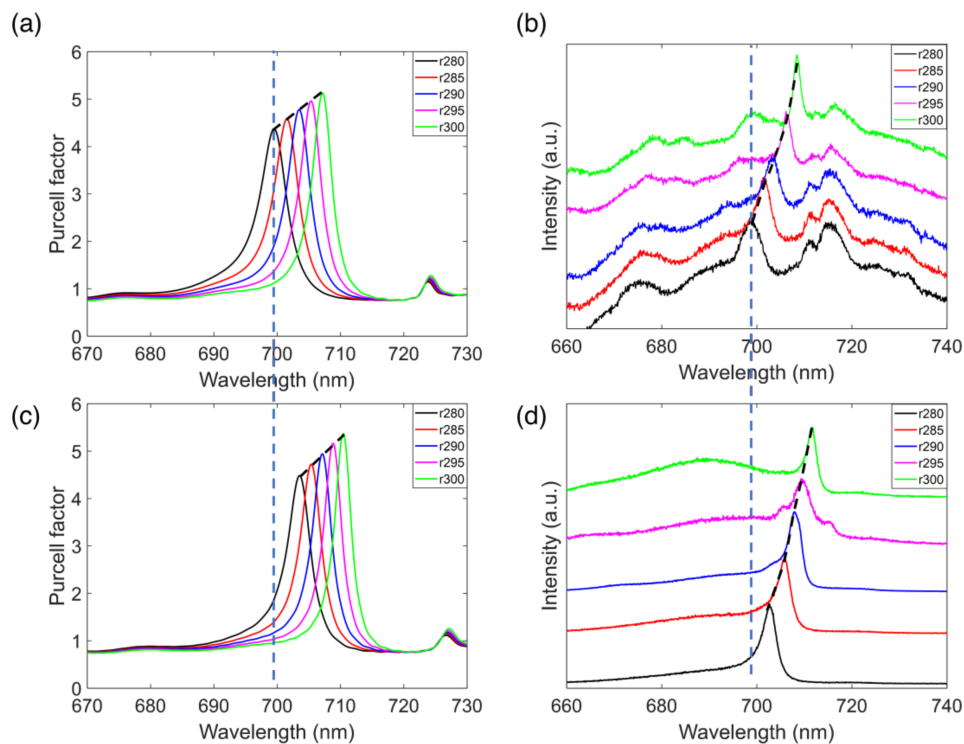 (a)
6
5
4
3
2
1
0
Purcell factor
670 680 690 700 710 720 730
Wavelength (nm)
r280
r285
r290
r295
r300
(b)
Intensity (a.u.)
660 680 700 720 740
Wavelength (nm)
r280
r285
r290
r295
r300
(c)
6
5
4
3
2
1
0
Purcell factor
670 680 690 700 710 720 730
Wavelength (nm)
r280
r285
r290
r295
r300
(d)
Intensity (a.u.)
660 680 700 720 740
Wavelength (nm)
r280
r285
r290
r295
r300